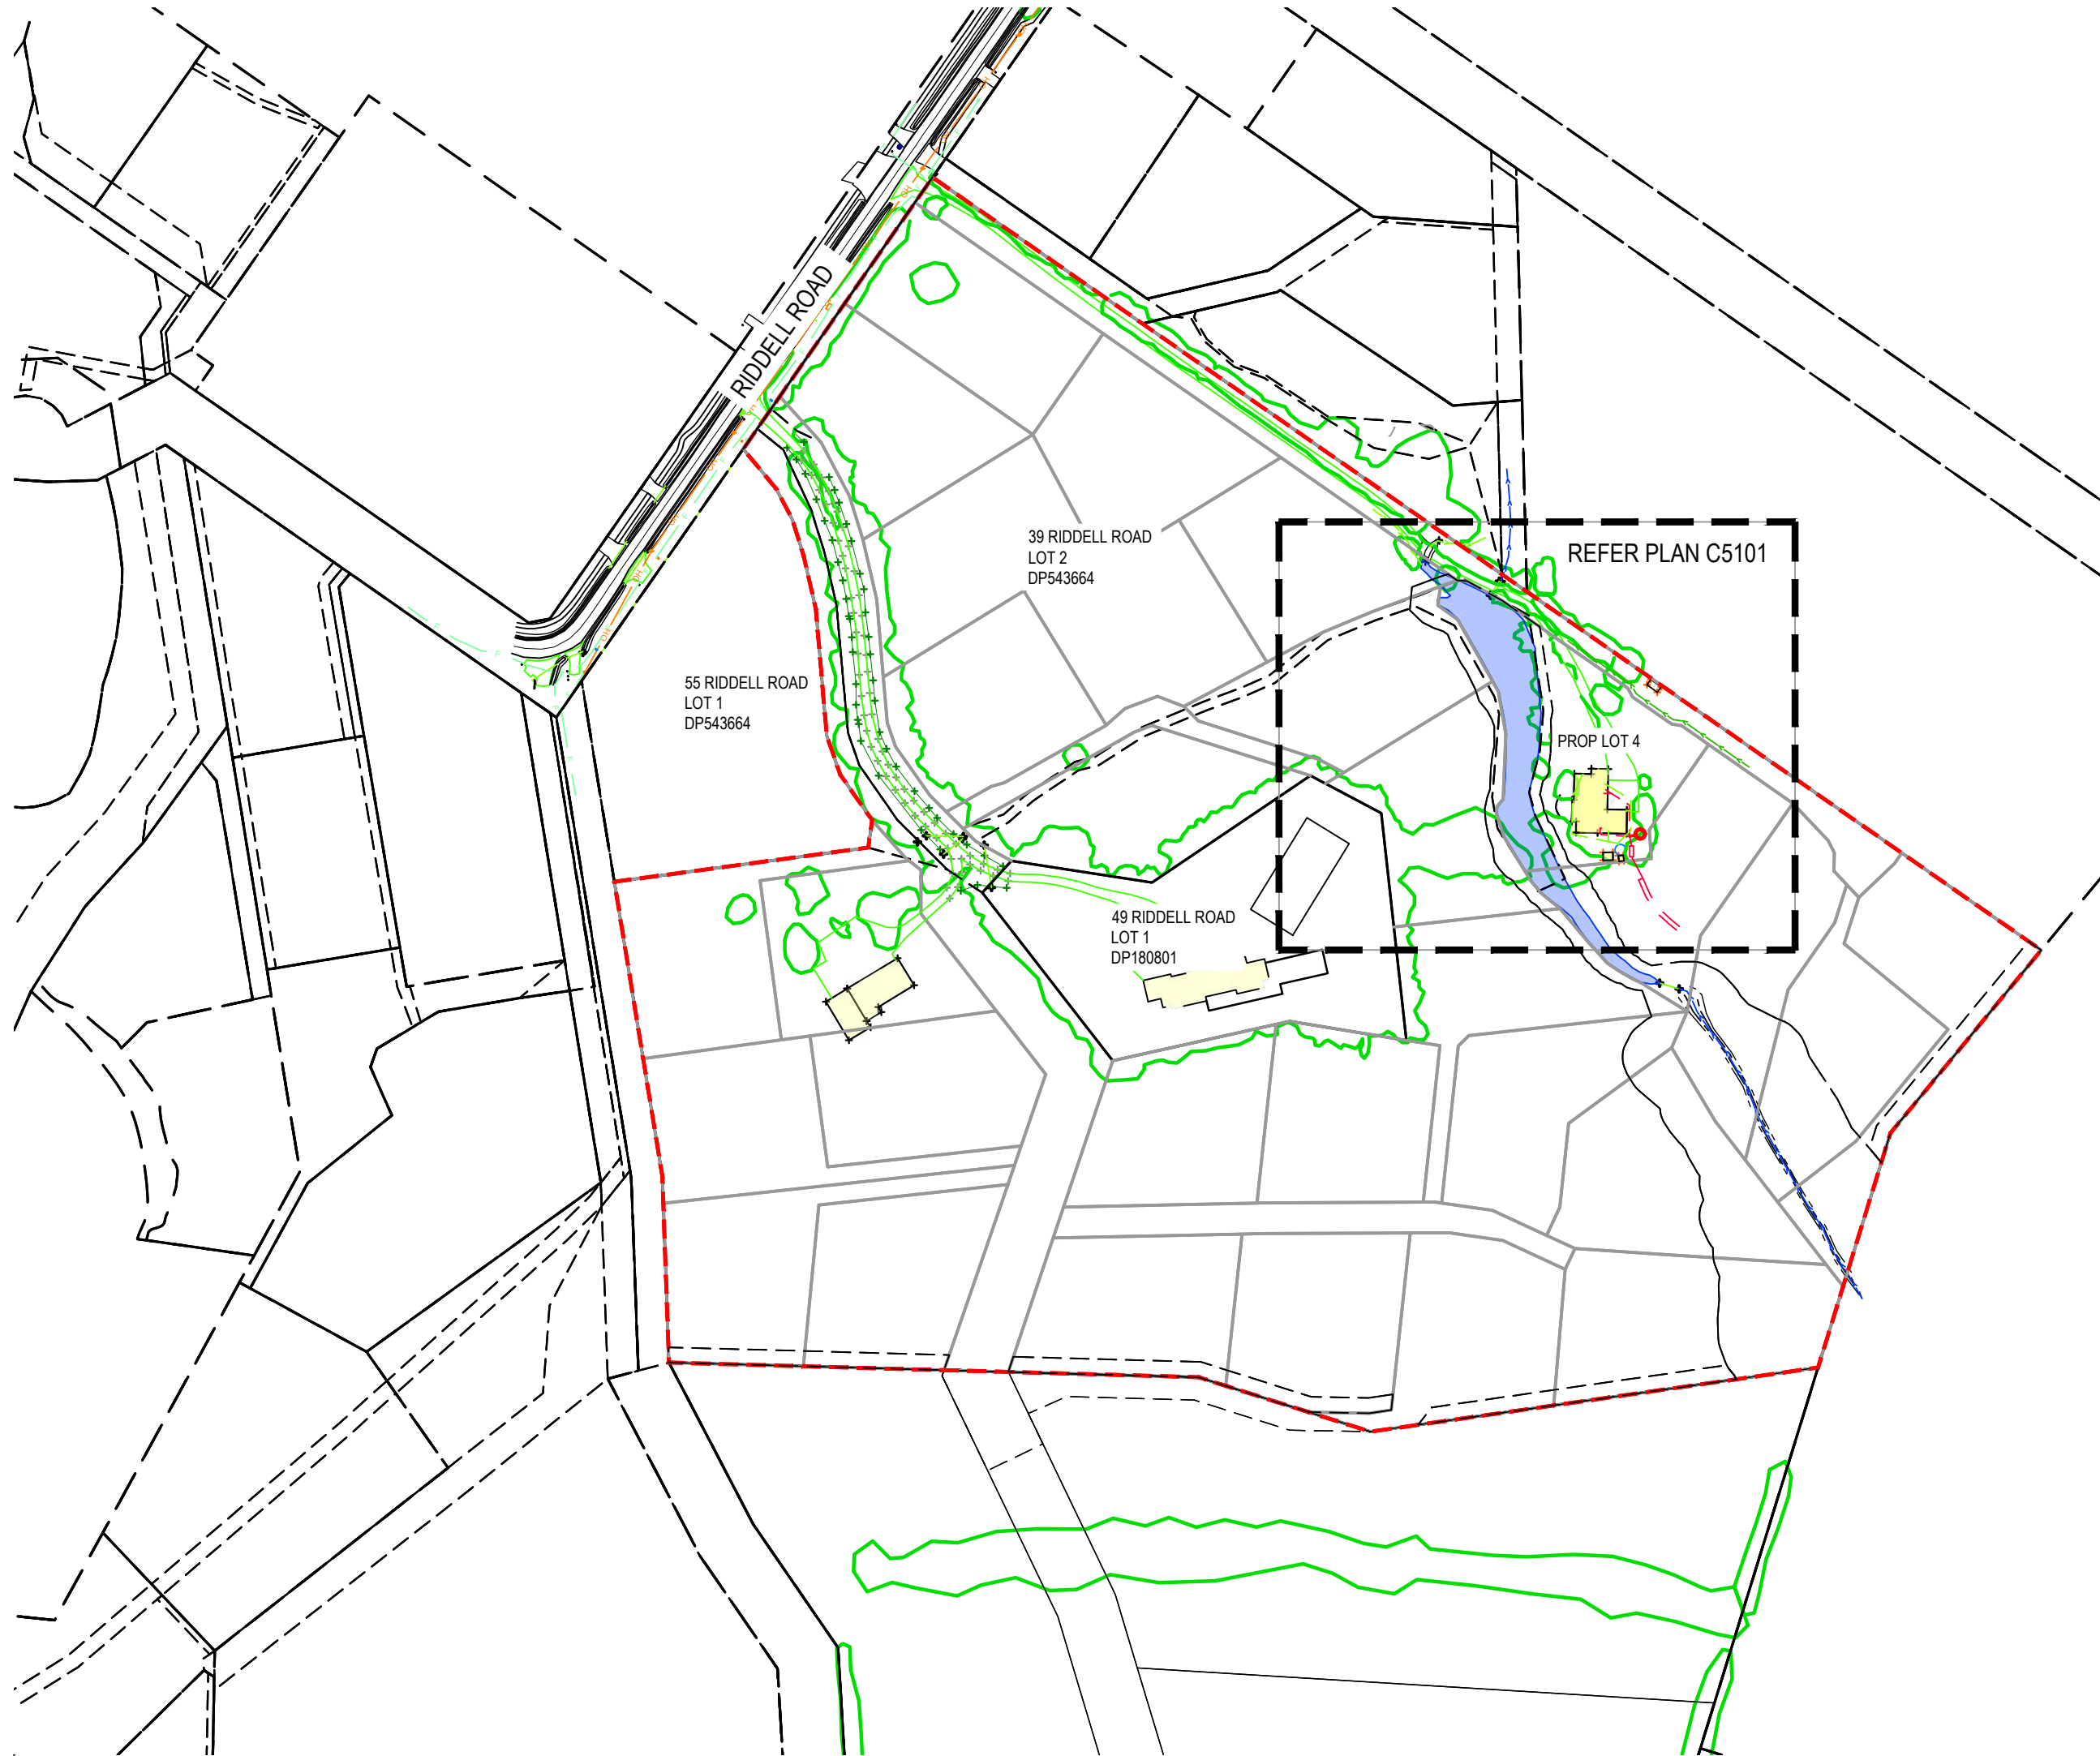 RIDDELL ROAD
39 RIDDELL ROAD
LOT 2
DP543664
REFER PLAN C5101
55 RIDDELL ROAD
LOT 1
DP543664
PROP LOT 4
49 RIDDELL ROAD
LOT 1
DP180801